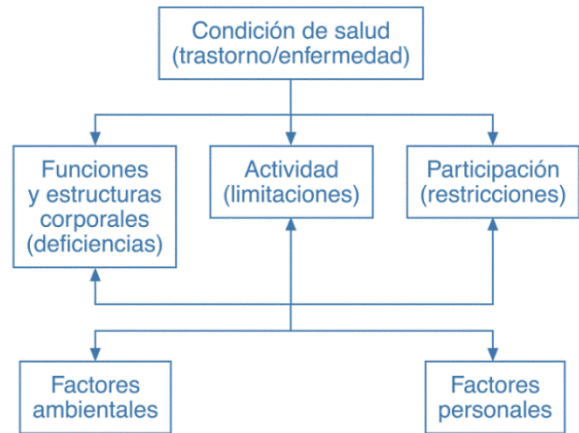 Condición de salud
(trastorno/enfermedad)
Funciones
y estructuras
corporales
(deficiencias)
Actividad
(limitaciones)
Participación
(restricciones)
Factores
ambientales
Factores
personales